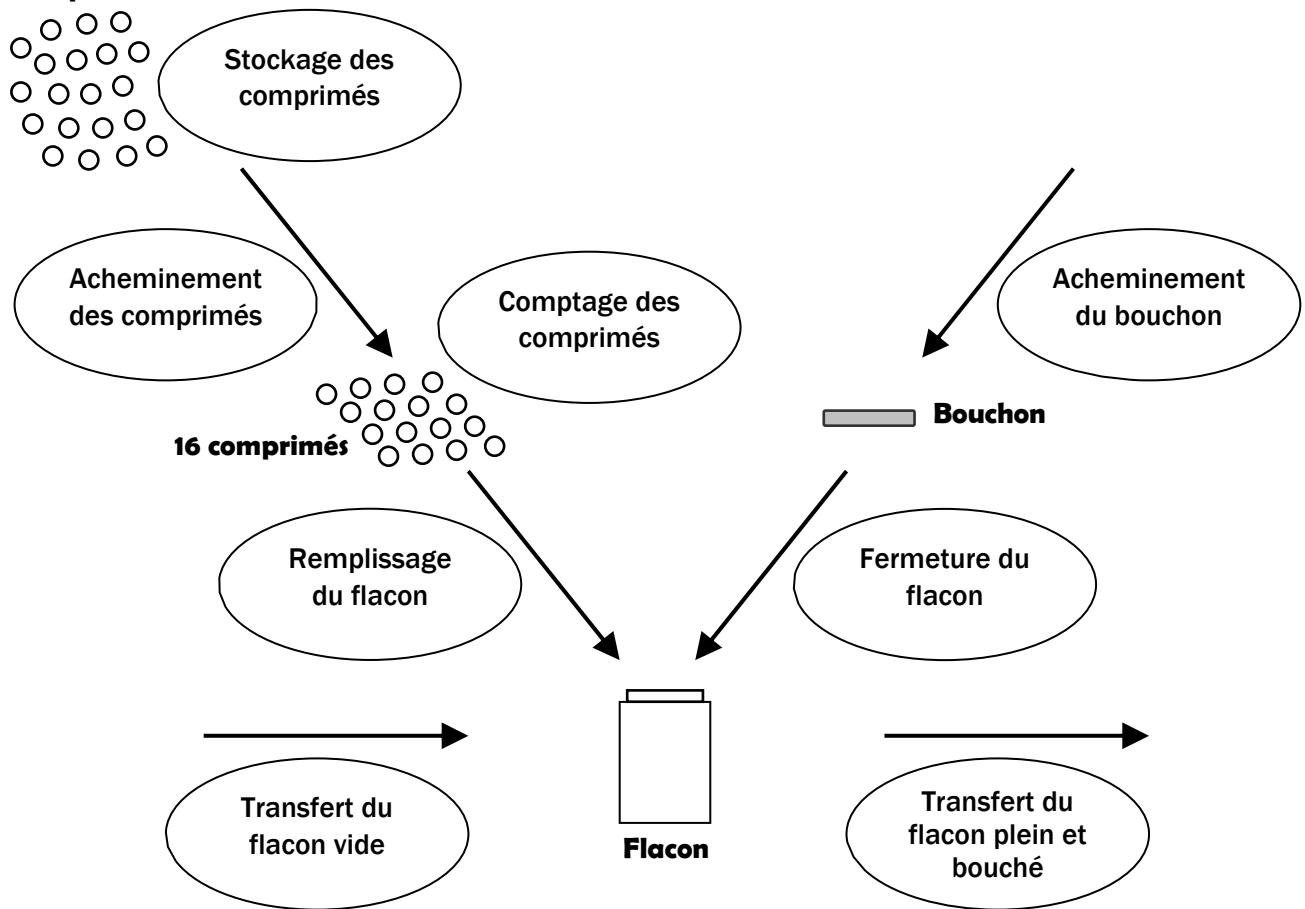 Stockage des
comprimés
Acheminement
des comprimés
Comptage des
comprimés
Acheminement
du bouchon
16 comprimés
Bouchon
Remplissage
du flacon
Fermeture du
flacon
Transfert du
flacon vide
Flacon
Transfert du
flacon plein et
bouché